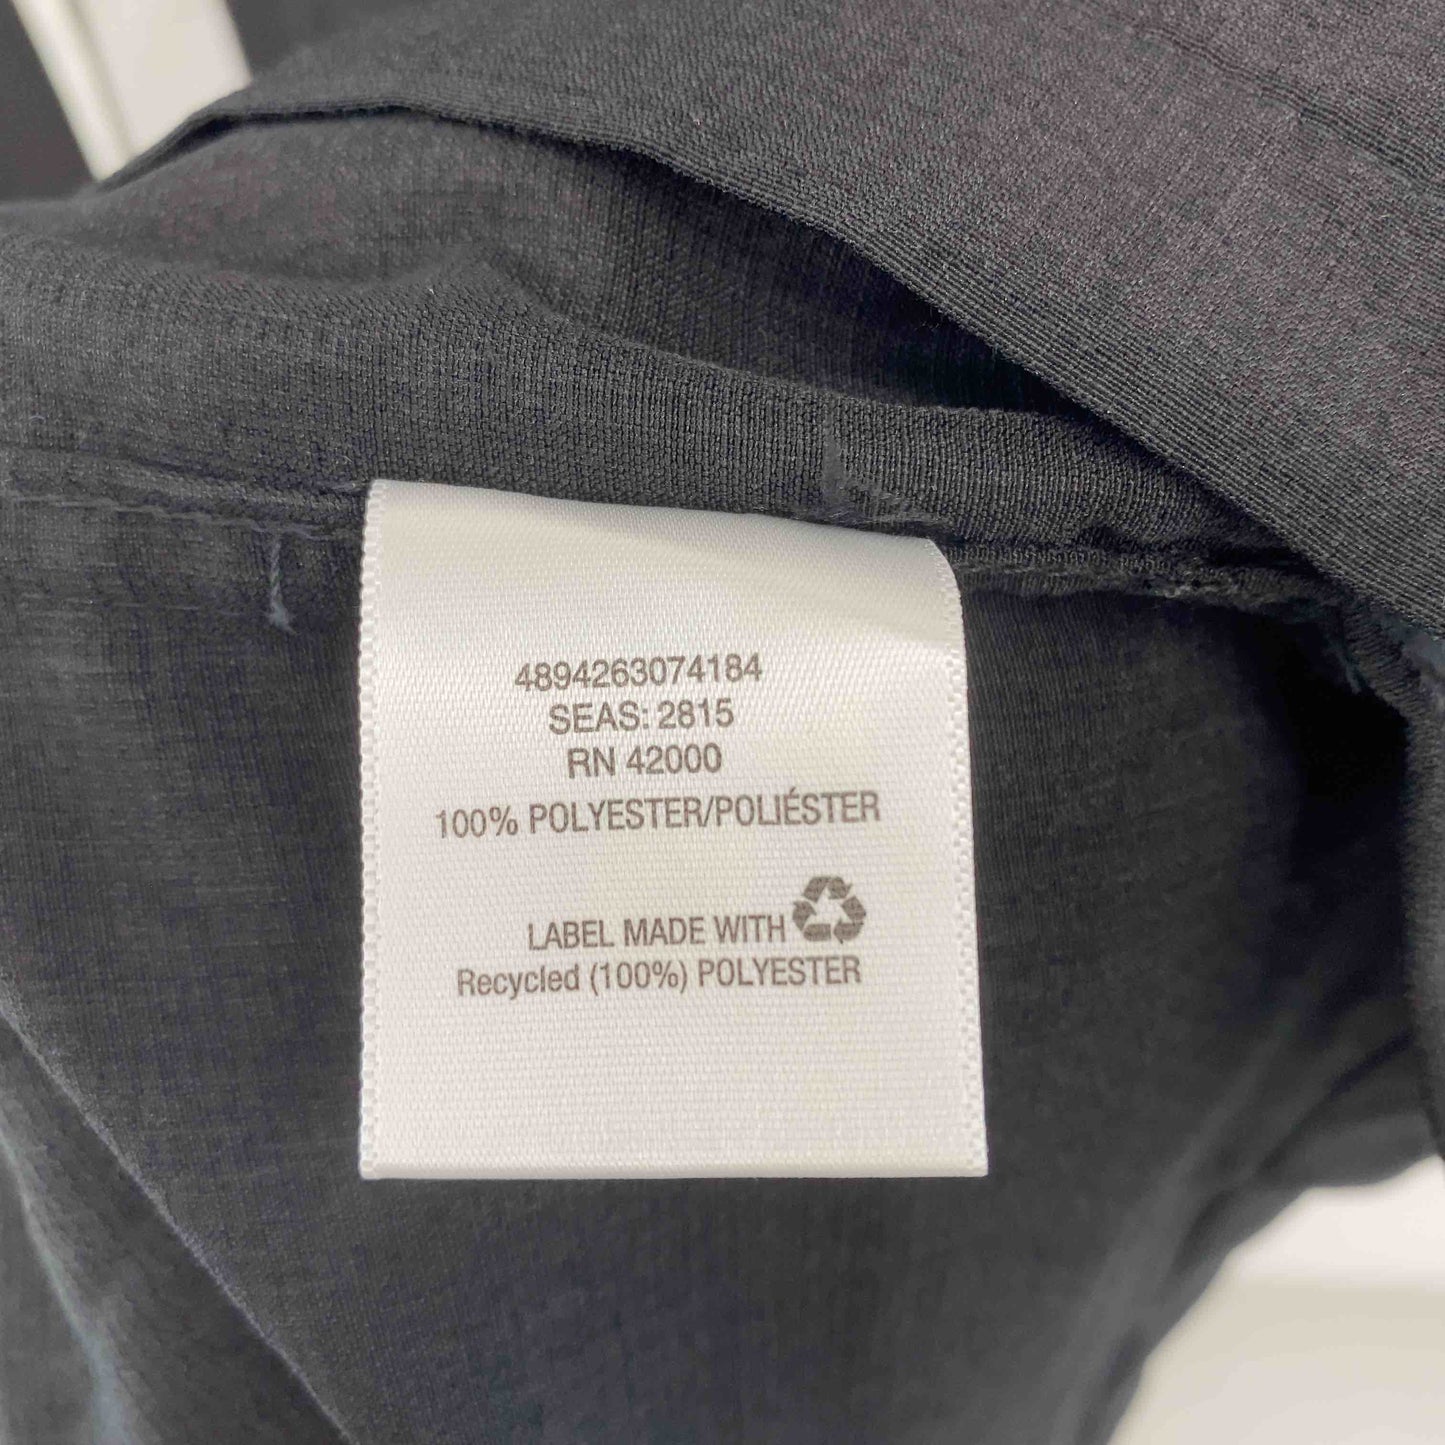 4894263074184
SEAS: 2815
RN 42000
100% POLYESTER/POLIÉSTER
LABEL MADE WITH
Recycled (100%) POLYESTER